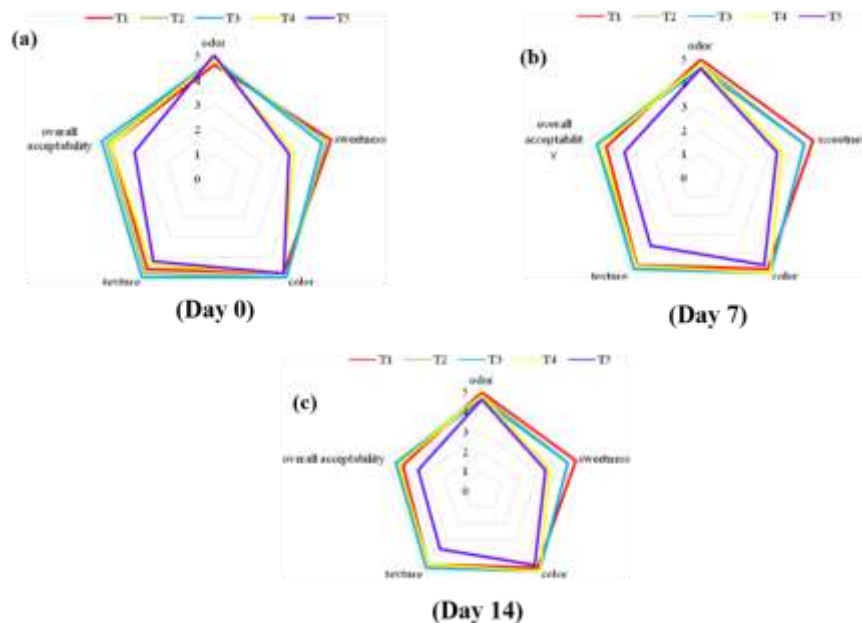 T1 T2 T3 T4 T5
(a)
odor
5
4
3
2
1
0
overall
acceptability
sweetness
texture
color
(Day 0)
T1 T2 T3 T4 T5
(b)
odor
5
4
3
2
1
0
overall
acceptabilit
y
sweetness
texture
color
(Day 7)
T1 T2 T3 T4 T5
(c)
odor
5
4
3
2
1
0
overall acceptability
sweetness
texture
color
(Day 14)